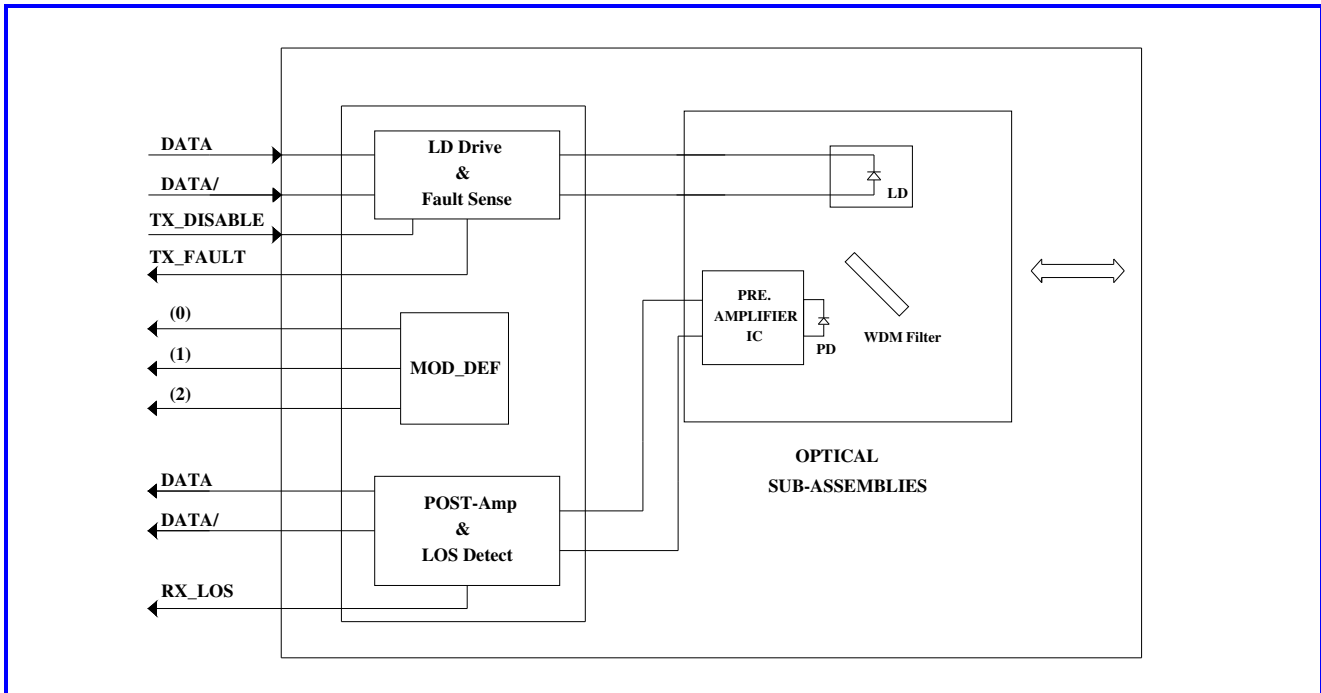 DATA
DATA/
TX_DISABLE
TX_FAULT
(0)
(1)
(2)
DATA
DATA/
RX_LOS
LD Drive
&
Fault Sense
MOD_DEF
POST-Amp
&
LOS Detect
LD
PRE.
AMPLIFIER
IC
PD
WDM Filter
OPTICAL
SUB-ASSEMBLIES